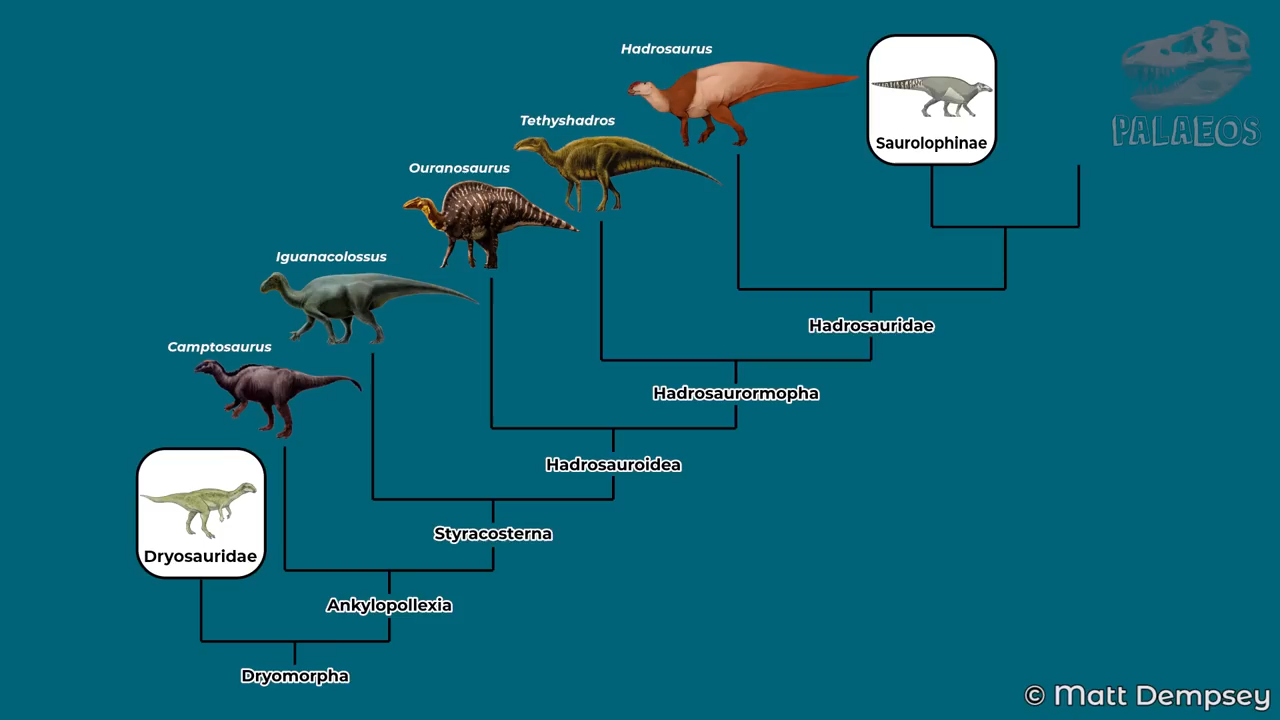 Hadrosaurus
PALAEOS
Saurolophinae
Tethyshadros
Ouranosaurus
Iguanacolossus
Hadrosauridae
Camptosaurus
Hadrosaurormopha
Hadrosauroidea
Styracosterna
Dryosauridae
Ankylopollexia
Dryomorpha
© Matt Dempsey